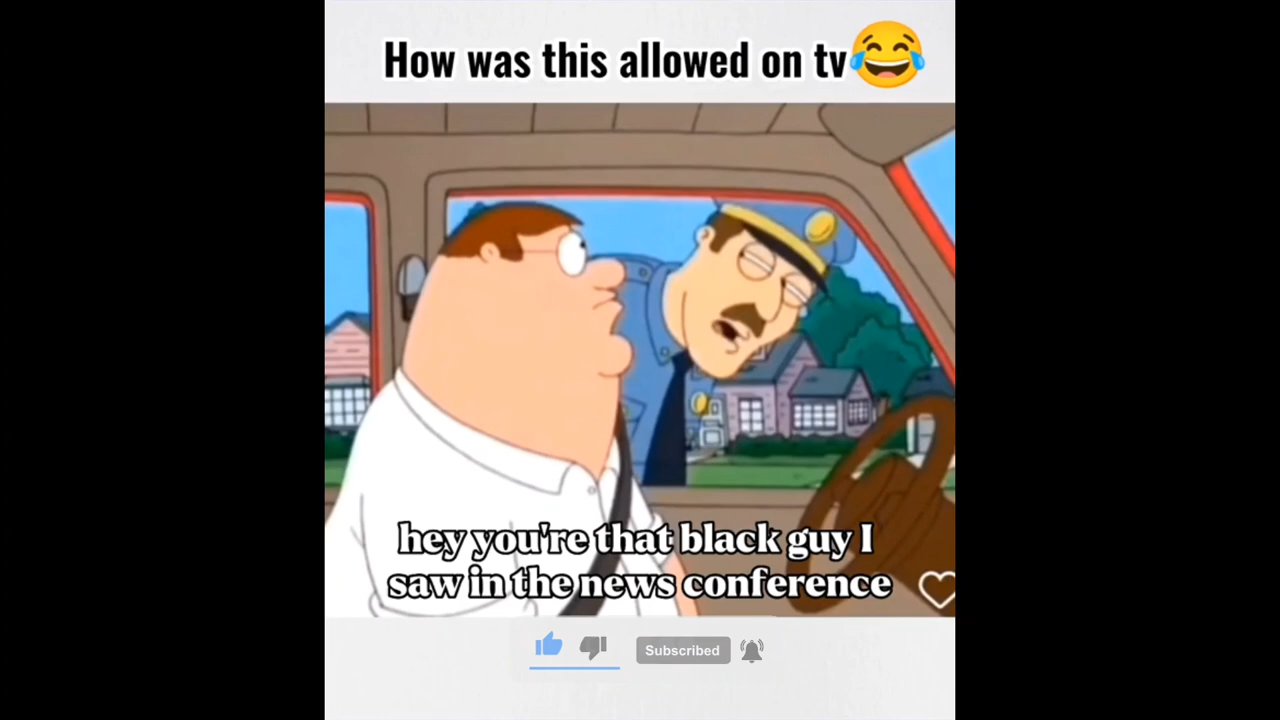 How was this allowed on tv😂
hey you're that black guy I
saw in the news conference
Subscribed